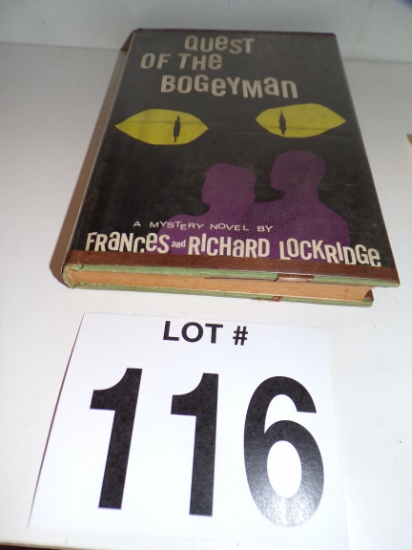 QUEST
OF THE
BOGEYMAN
A MYSTERY NOVEL BY
FRANCES and RICHARD LOCKRIDGE
LOT #
116